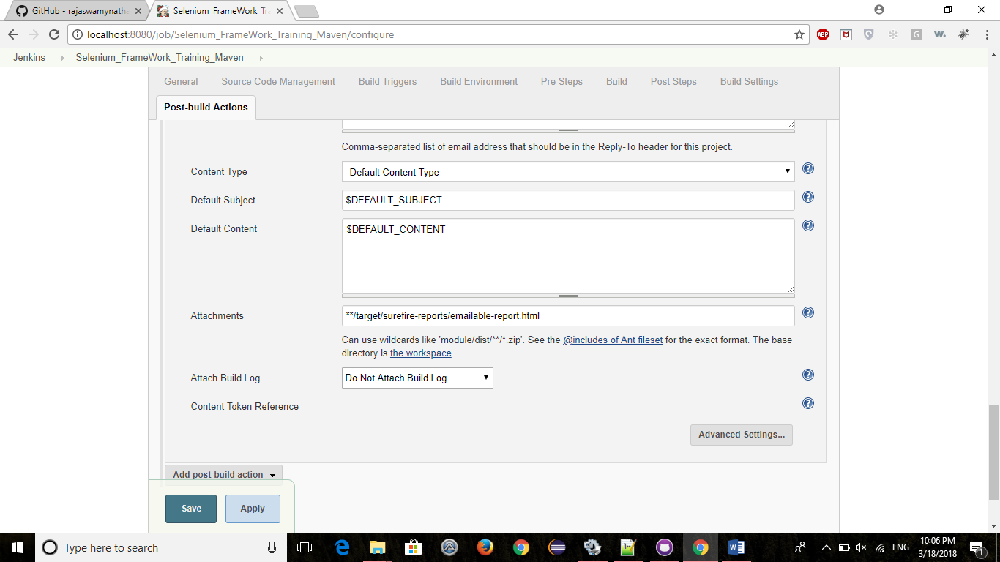 GitHub - rajaswamynath
Selenium_FrameWork_Tra
localhost:8080/job/Selenium_FrameWork_Training_Maven/configure
ABP
G
w.
Jenkins
Selenium_FrameWork_Training_Maven
General
Source Code Management
Build Triggers
Build Environment
Pre Steps
Build
Post Steps
Build Settings
Post-build Actions
Comma-separated list of email address that should be in the Reply-To header for this project.
Content Type
Default Content Type
Default Subject
$DEFAULT_SUBJECT
Default Content
$DEFAULT_CONTENT
Attachments
**/target/surefire-reports/emailable-report.html
Can use wildcards like 'module/dist/**/*.zip'. See the @includes of Ant fileset for the exact format. The base
directory is the workspace.
Attach Build Log
Do Not Attach Build Log
Content Token Reference
Advanced Settings...
Add post-build action
Save
Apply
Type here to search
ENG
10:06 PM
3/18/2018
1